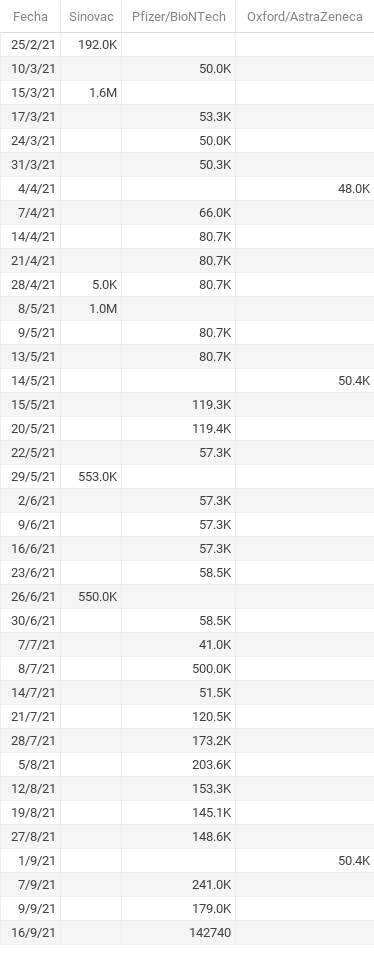 Fecha Sinovac Pfizer/BioNTech Oxford/AstraZeneca
25/2/21 192.0K
10/3/21 50.0K
15/3/21 1.6M
17/3/21 53.3K
24/3/21 50.0K
31/3/21 50.3K
4/4/21 48.0K
7/4/21 66.0K
14/4/21 80.7K
21/4/21 80.7K
28/4/21 5.0K 80.7K
8/5/21 1.0M
9/5/21 80.7K
13/5/21 80.7K
14/5/21 50.4K
15/5/21 119.3K
20/5/21 119.4K
22/5/21 57.3K
29/5/21 553.0K
2/6/21 57.3K
9/6/21 57.3K
16/6/21 57.3K
23/6/21 58.5K
26/6/21 550.0K
30/6/21 58.5K
7/7/21 41.0K
8/7/21 500.0K
14/7/21 51.5K
21/7/21 120.5K
28/7/21 173.2K
5/8/21 203.6K
12/8/21 153.3K
19/8/21 145.1K
27/8/21 148.6K
1/9/21 50.4K
7/9/21 241.0K
9/9/21 179.0K
16/9/21 142740